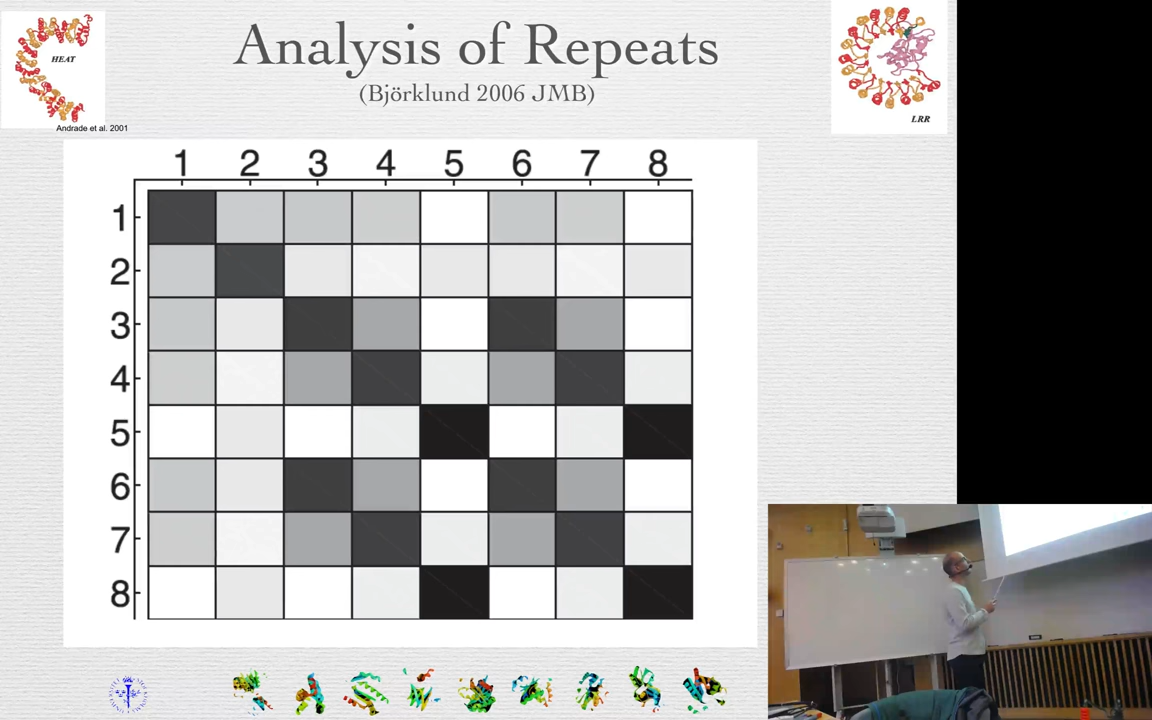 Analysis of Repeats
(Björklund 2006 JMB)
HEAT
Andrade et al. 2001
LRR
1 2 3 4 5 6 7 8
1
2
3
4
5
6
7
8